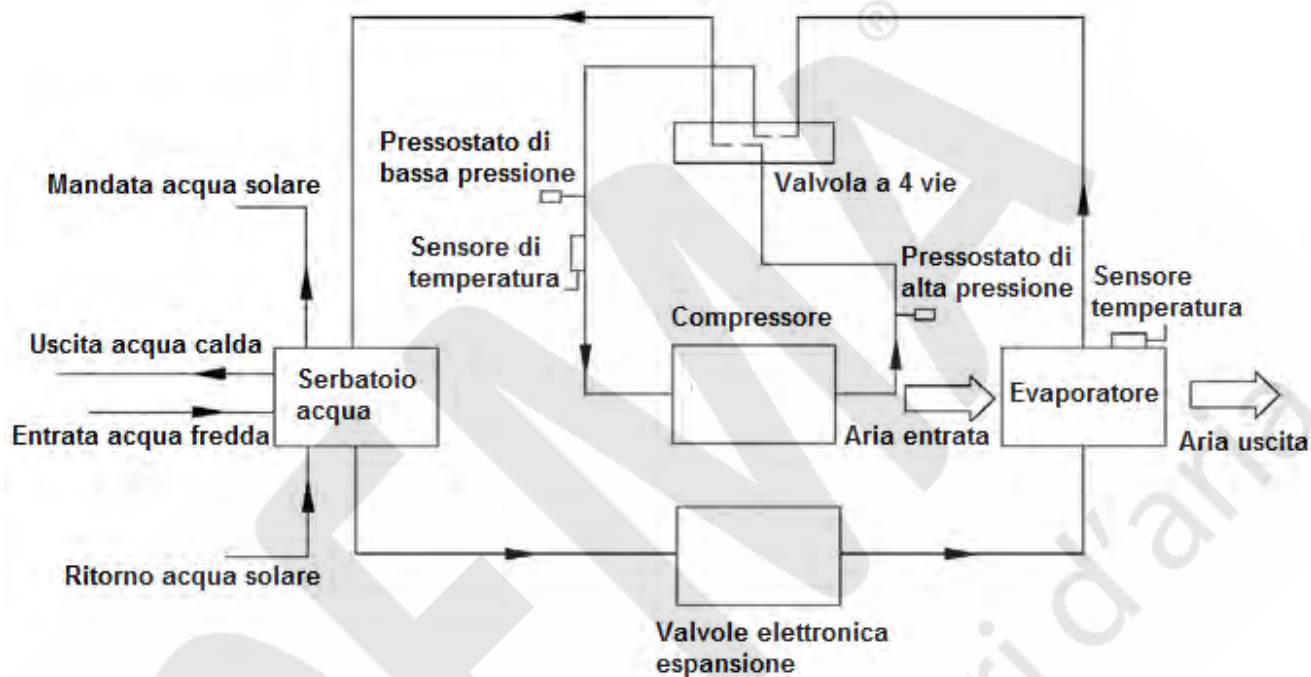 ®
Pressostato di
bassa pressione
Valvola a 4 vie
Mandata acqua solare
Sensore di
temperatura
Pressostato di
alta pressione
Sensore
temperatura
Compressore
Uscita acqua calda
Serbatoio
acqua
Evaporatore
Entrata acqua fredda
Aria entrata
Aria uscita
Ritorno acqua solare
Valvole elettronica
espansione
ri d'aria